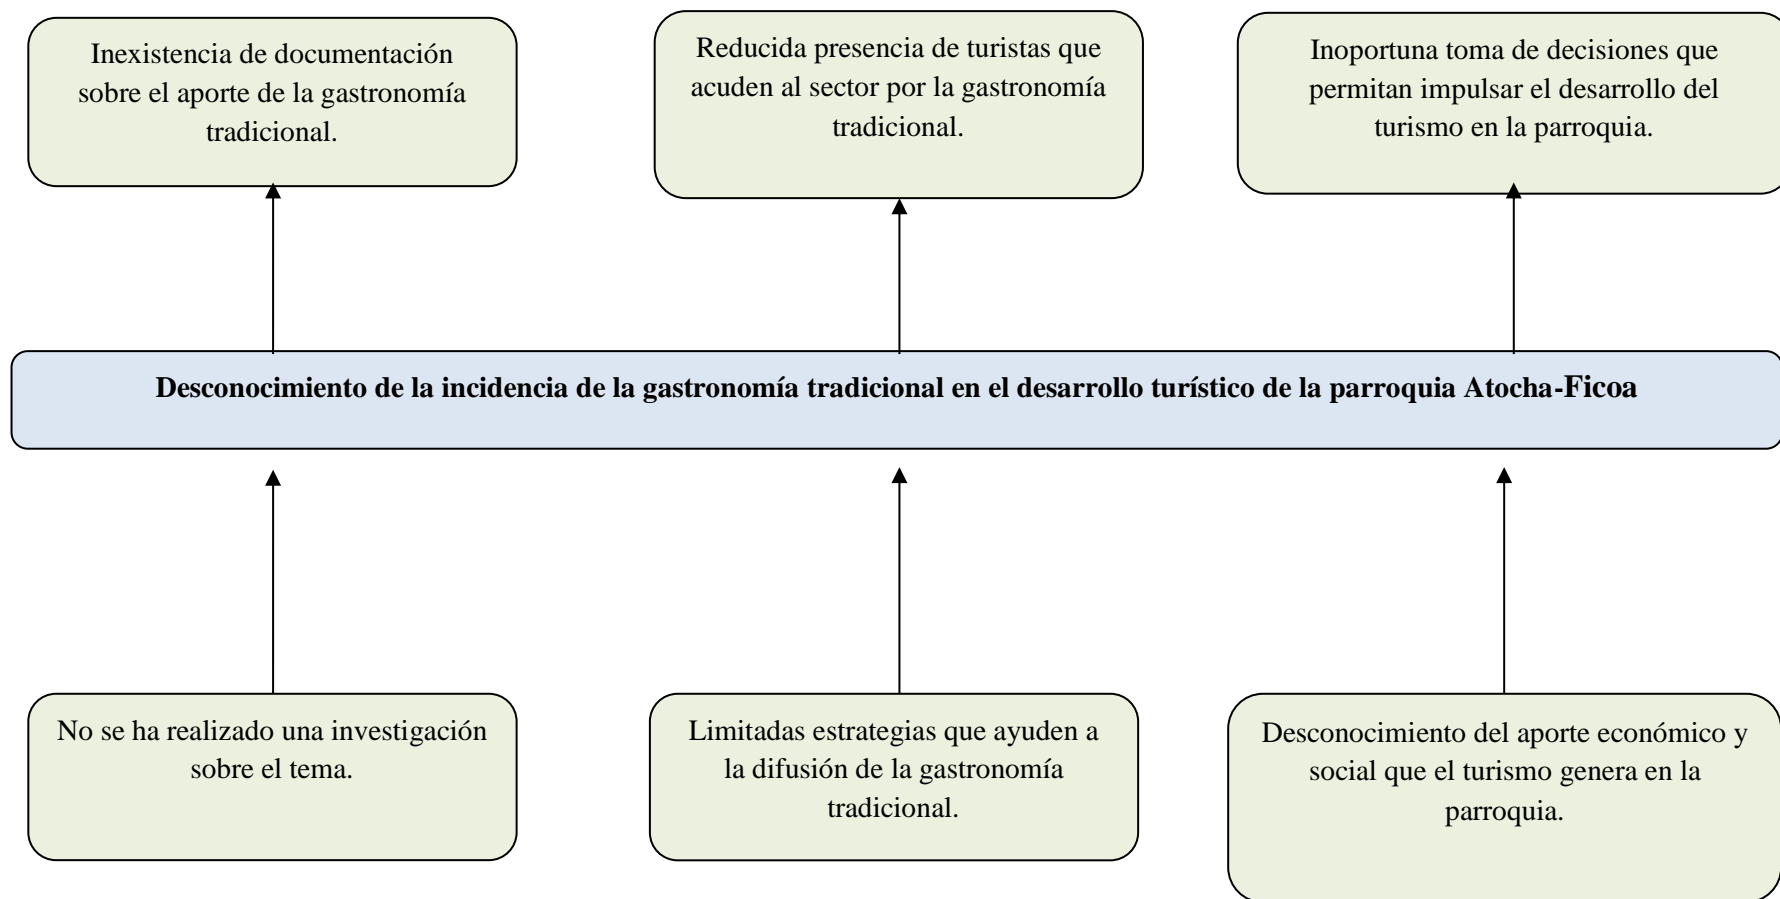 Inexistencia de documentación
sobre el aporte de la gastronomía
tradicional.
Reducida presencia de turistas que
acuden al sector por la gastronomía
tradicional.
Inoportuna toma de decisiones que
permitan impulsar el desarrollo del
turismo en la parroquia.
Desconocimiento de la incidencia de la gastronomía tradicional en el desarrollo turístico de la parroquia Atocha-Ficoa
No se ha realizado una investigación
sobre el tema.
Limitadas estrategias que ayuden a
la difusión de la gastronomía
tradicional.
Desconocimiento del aporte económico y
social que el turismo genera en la
parroquia.